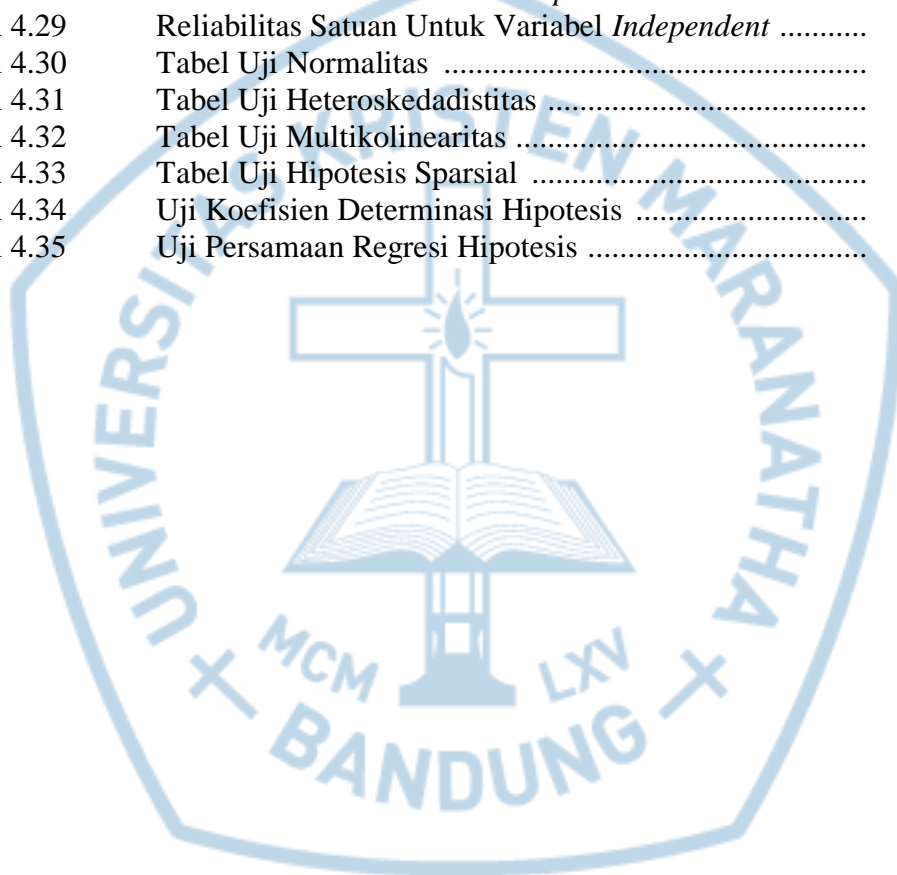 4.29 Reliabilitas Satuan Untuk Variabel Independent ...........
4.30 Tabel Uji Normalitas ....................................................................
4.31 Tabel Uji Heteroskedadistitas ...................................................
4.32 Tabel Uji Multikolinearitas ........................................................
4.33 Tabel Uji Hipotesis Sparsial .....................................................
4.34 Uji Koefisien Determinasi Hipotesis .....................................
4.35 Uji Persamaan Regresi Hipotesis .............................................
UNIVERSITAS KRISTEN MARANATHA
MCM LXV
BANDUNG